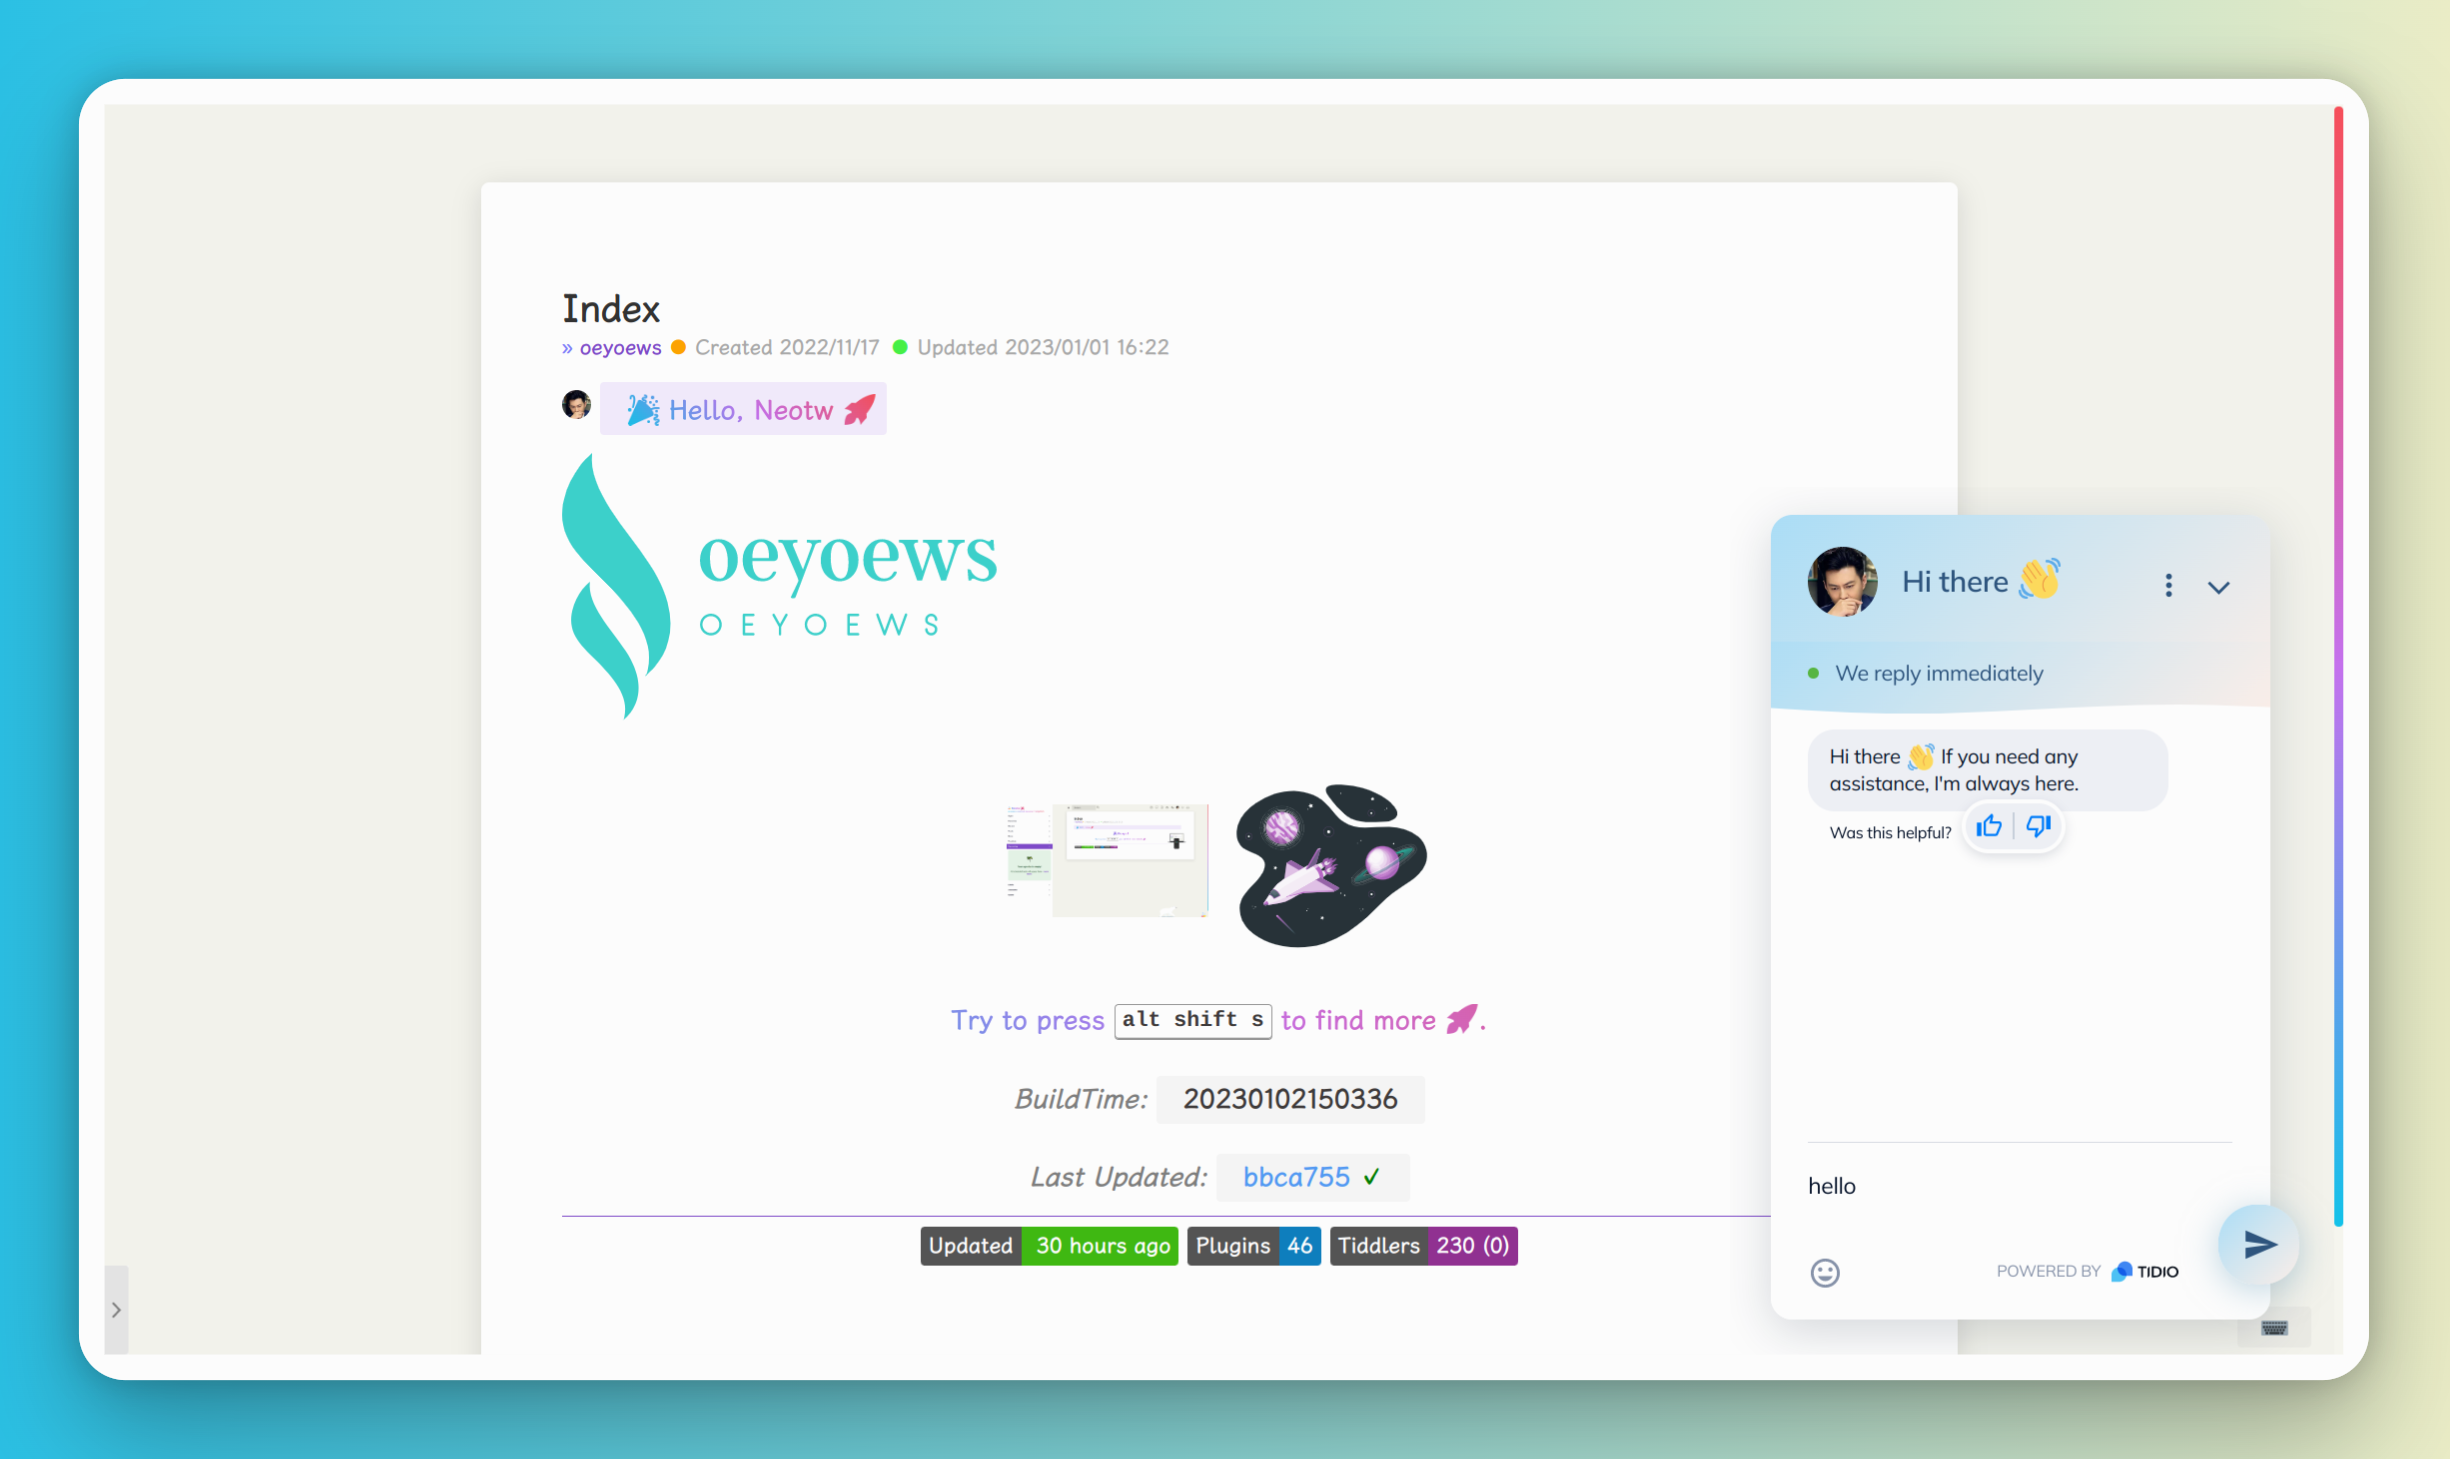 Index
» oeyoews Created 2022/11/17 Updated 2023/01/01 16:22
🎉 Hello, Neotw 🚀
oeyoews
OEYOEWS
Try to press alt shift s to find more 🚀.
BuildTime: 20230102150336
Last Updated: bbca755 ✓
Updated 30 hours ago Plugins 46 Tiddlers 230 (0)
Hi there 👋
We reply immediately
Hi there 👋 If you need any
assistance, I'm always here.
Was this helpful?
hello
POWERED BY TIDIO